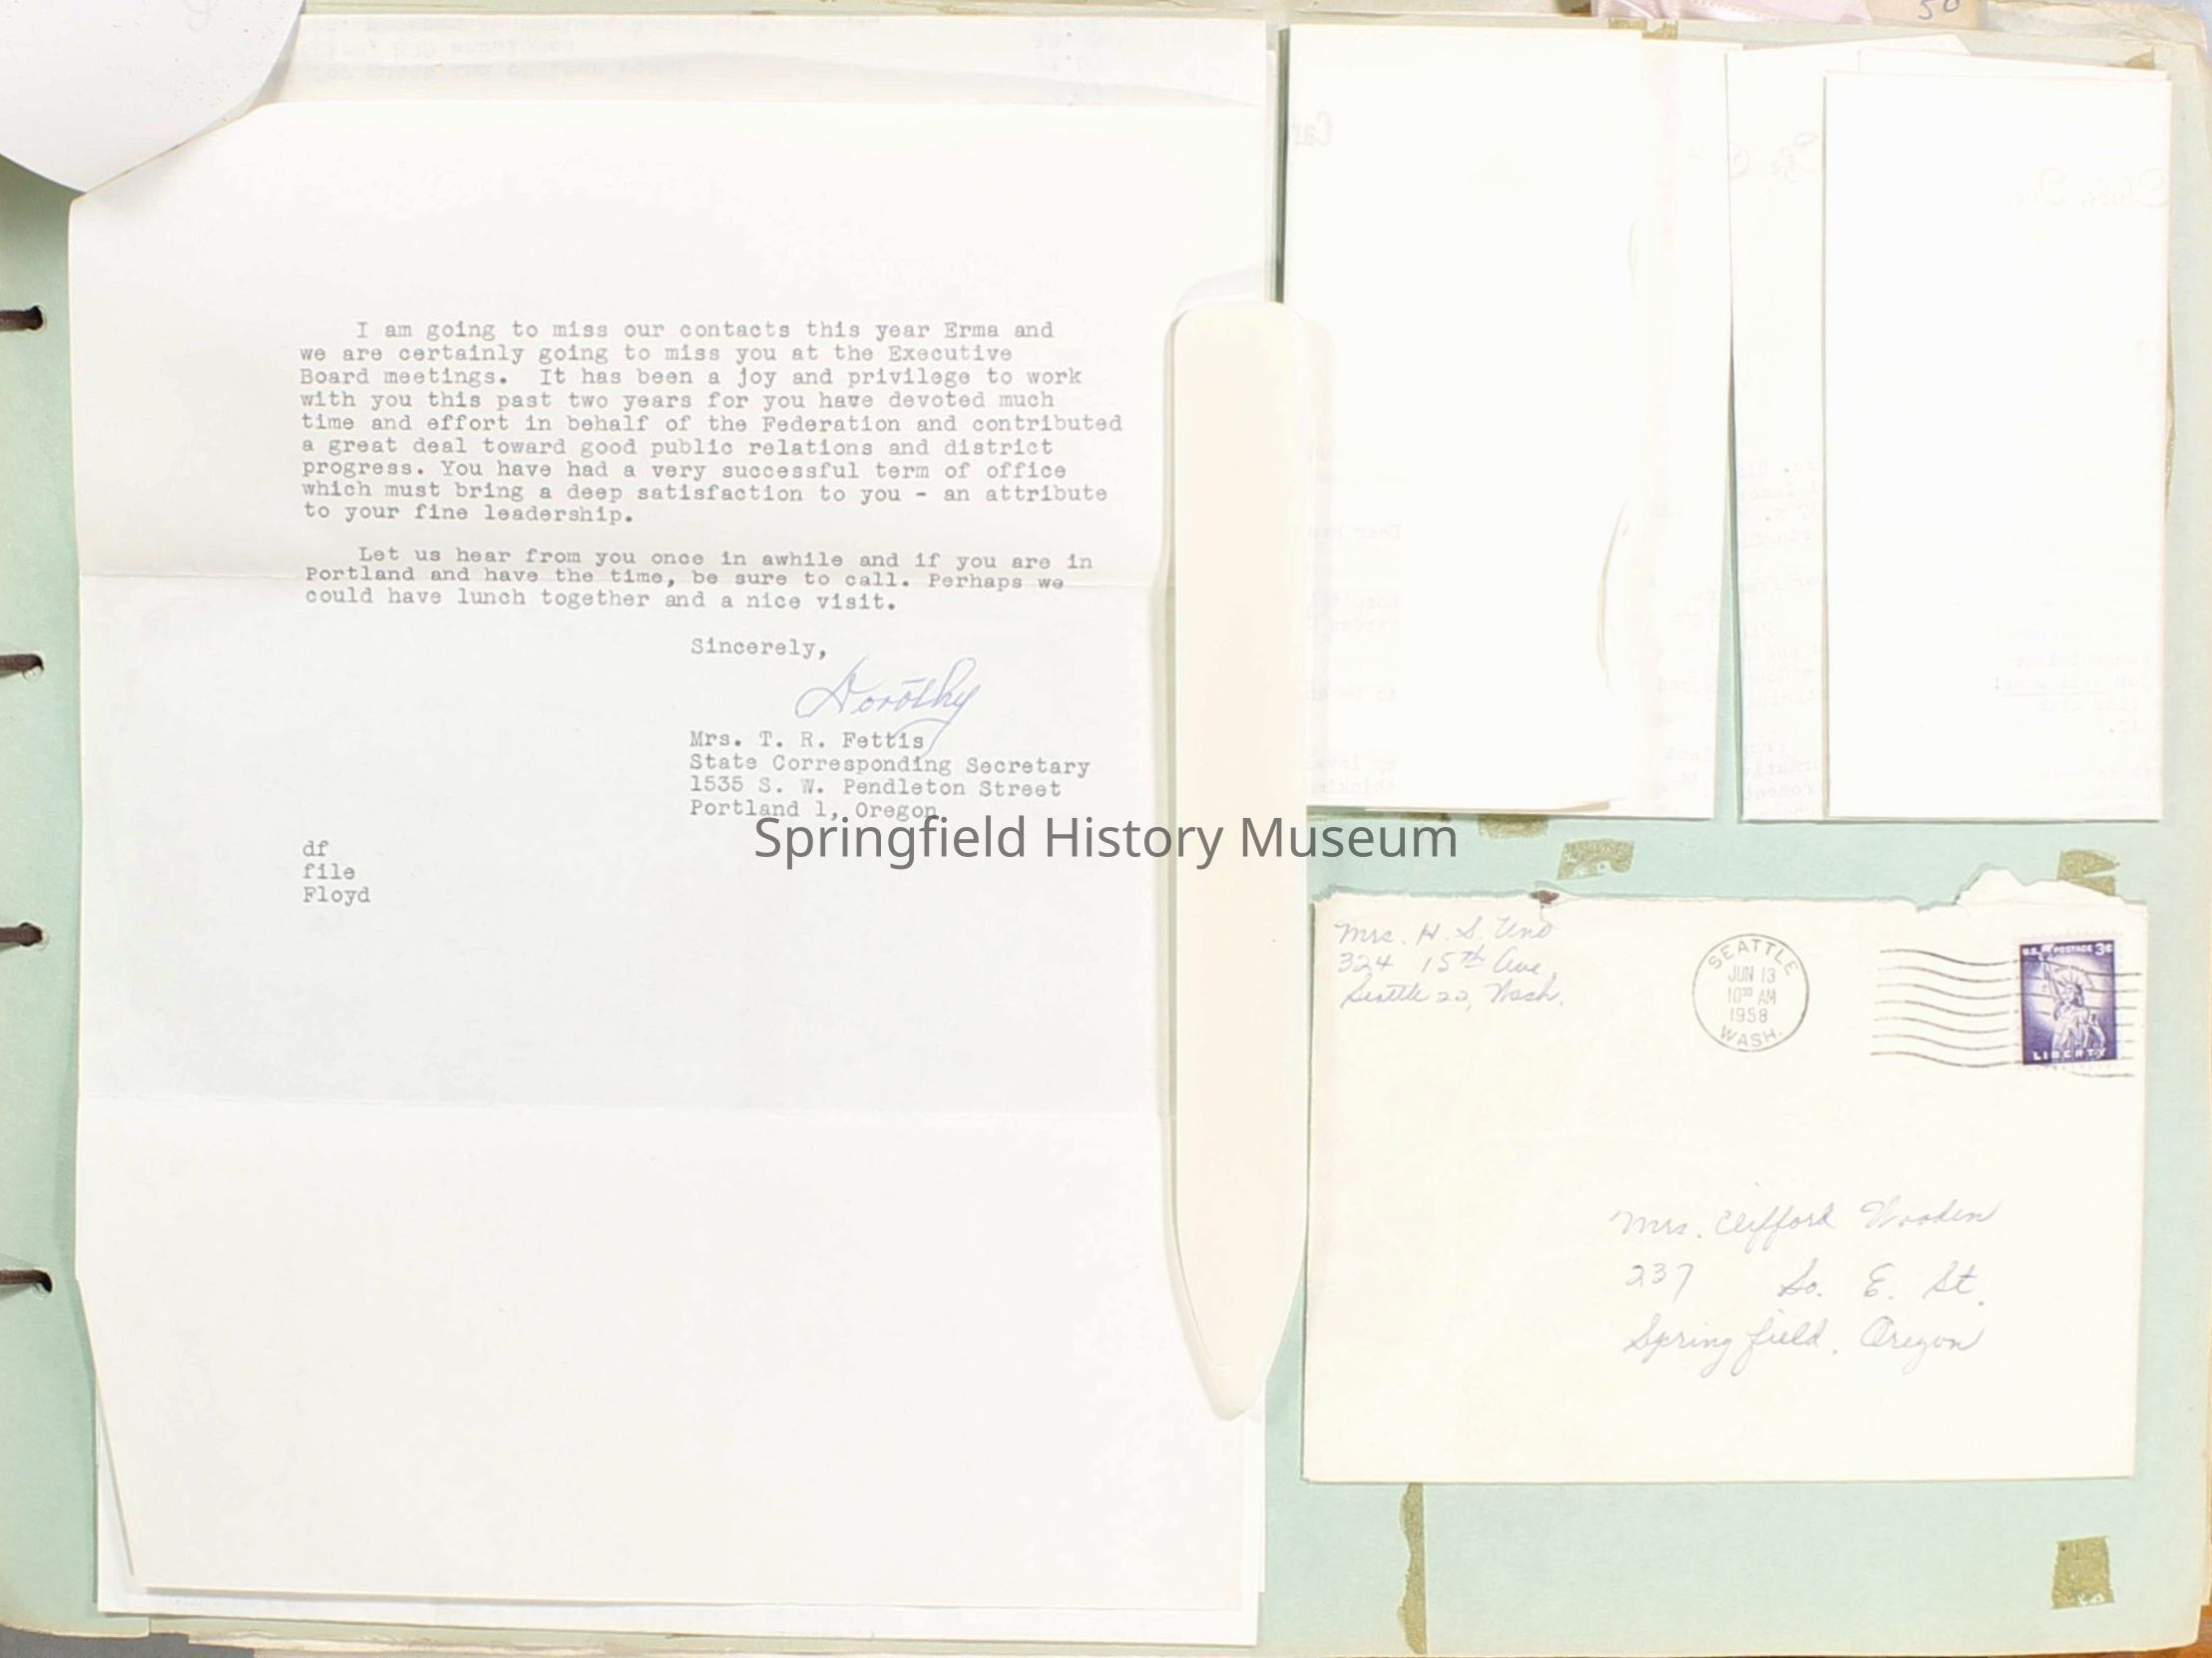 I am going to miss our contacts this year Erma and
we are certainly going to miss you at the Executive
Board meetings. It has been a joy and privilege to work
with you this past two years for you have devoted much
time and effort in behalf of the Federation and contributed
a great deal toward good public relations and district
progress. You have had a very successful term of office
which must bring a deep satisfaction to you - an attribute
to your fine leadership.
Let us hear from you once in awhile and if you are in
Portland and have the time, be sure to call. Perhaps we
could have lunch together and a nice visit.
Sincerely,
Dorothy
Mrs. T. R. Fettis
State Corresponding Secretary
1535 S. W. Pendleton Street
Portland 1, Oregon
df
file
Floyd
Springfield History Museum
50
Mrs. H. S. Uno
324 15th Ave,
Seattle 22, Wash.
SEATTLE
JUN 13
10 30 AM
1958
WASH.
U.S. POSTAGE 3¢
LIBERTY
Mrs. Clifford Wooden
237 So. E. St.
Springfield, Oregon